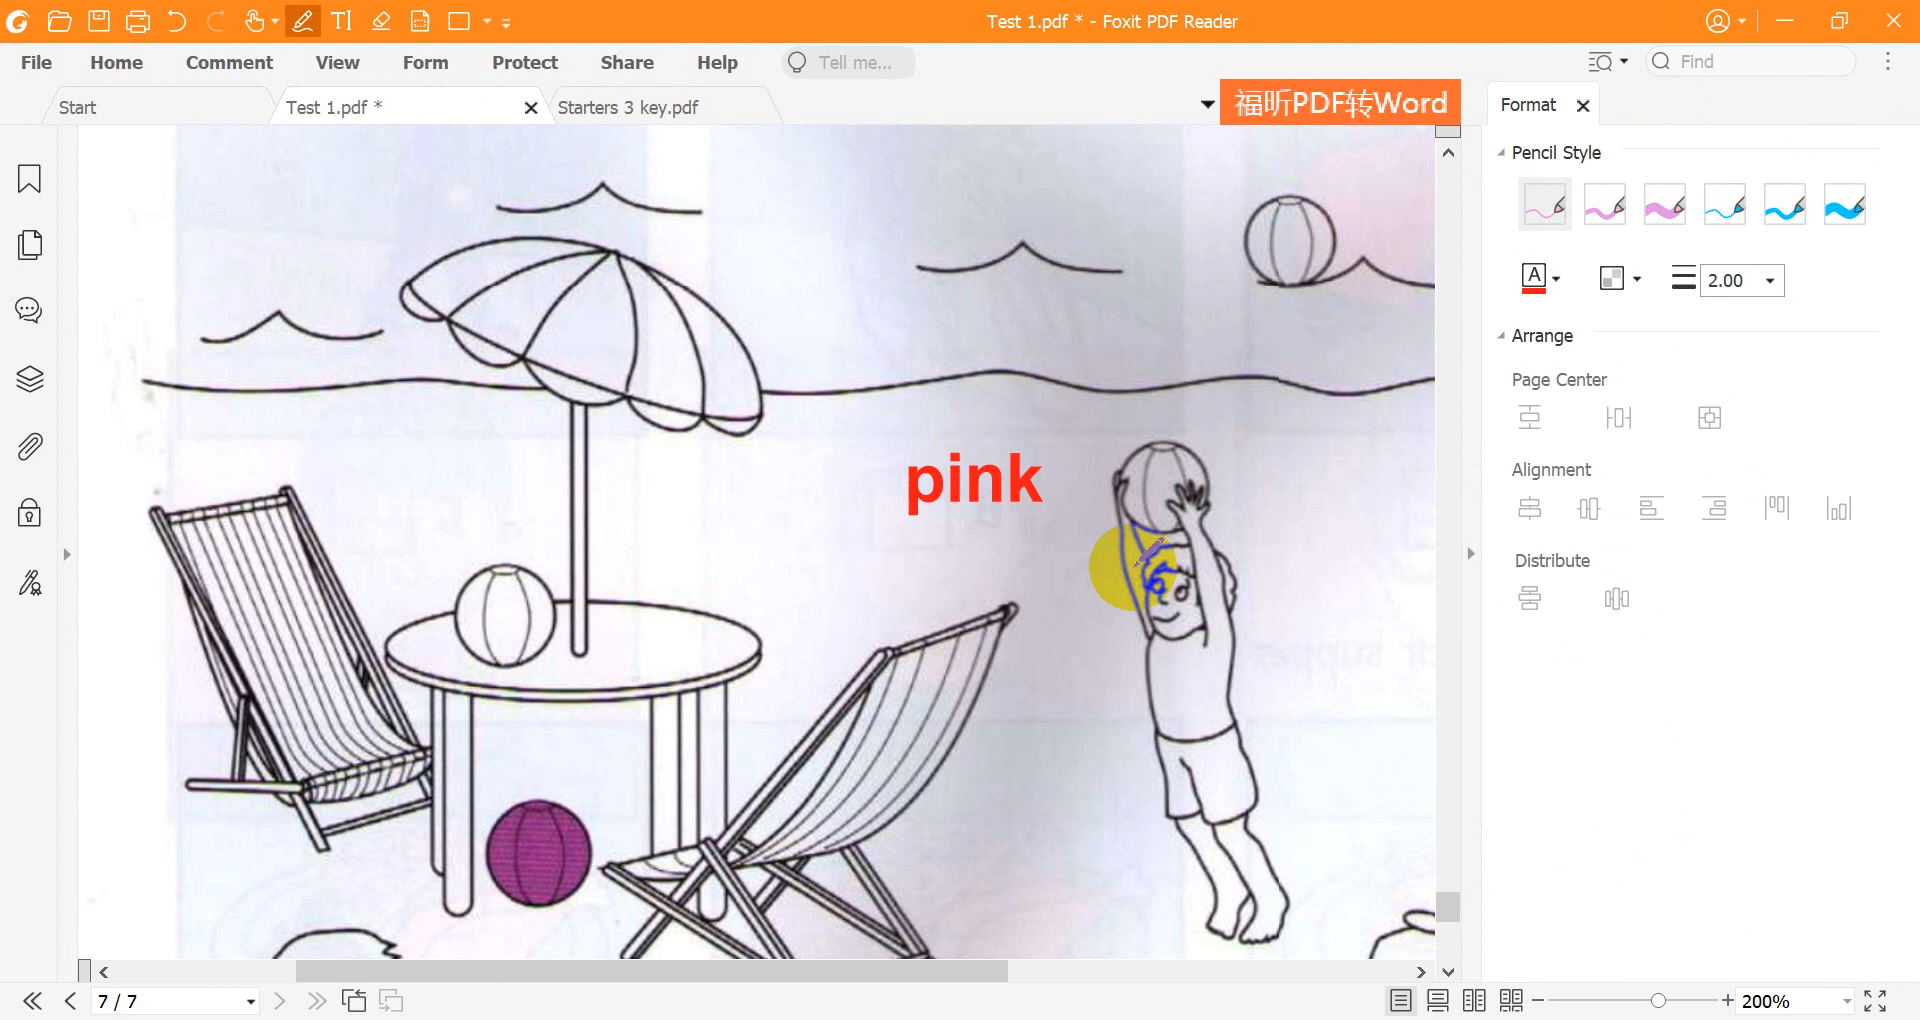 Test 1.pdf * - Foxit PDF Reader
File Home Comment View Form Protect Share Help Tell me... Find
Start Test 1.pdf * Starters 3 key.pdf 福昕PDF转Word Format
Pencil Style
A 2.00
Arrange
Page Center
Alignment
pink
Distribute
7 / 7 200%